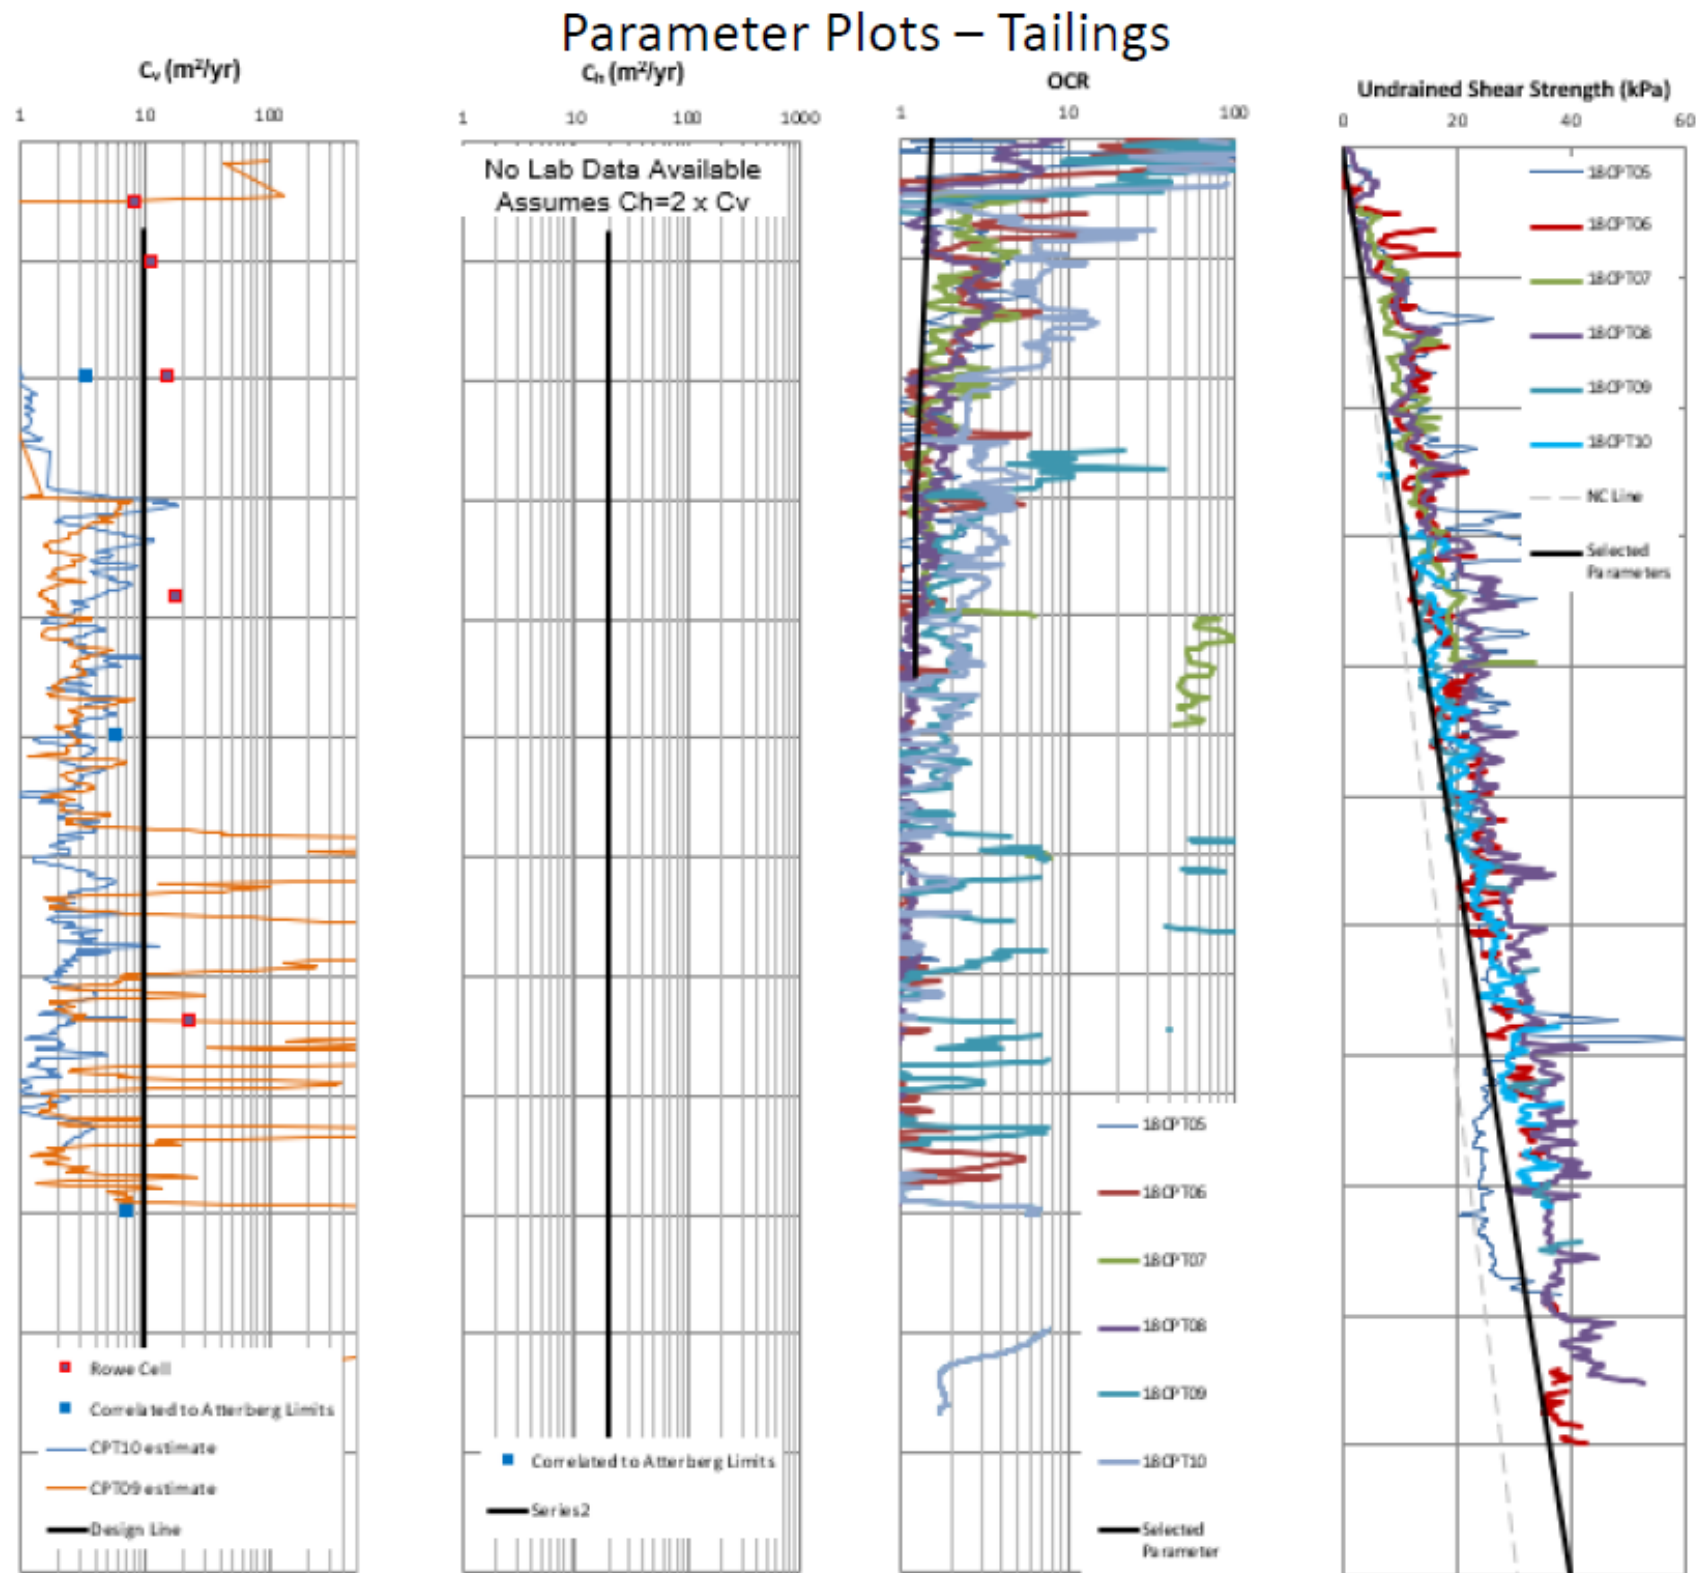 Parameter Plots – Tailings
Cᵥ (m²/yr)
1 10 100
Rowe Cell
Correlated to Atterberg Limits
CPT10 estimate
CPT09 estimate
Design Line
Cₕ (m²/yr)
1 10 100 1000
No Lab Data Available
Assumes Ch=2 x Cv
Correlated to Atterberg Limits
Series2
OCR
1 10 100
18CPT05
18CPT06
18CPT07
18CPT08
18CPT09
18CPT10
Selected
Parameter
Undrained Shear Strength (kPa)
0 20 40 60
18CPT05
18CPT06
18CPT07
18CPT08
18CPT09
18CPT10
NC Line
Selected
Parameters